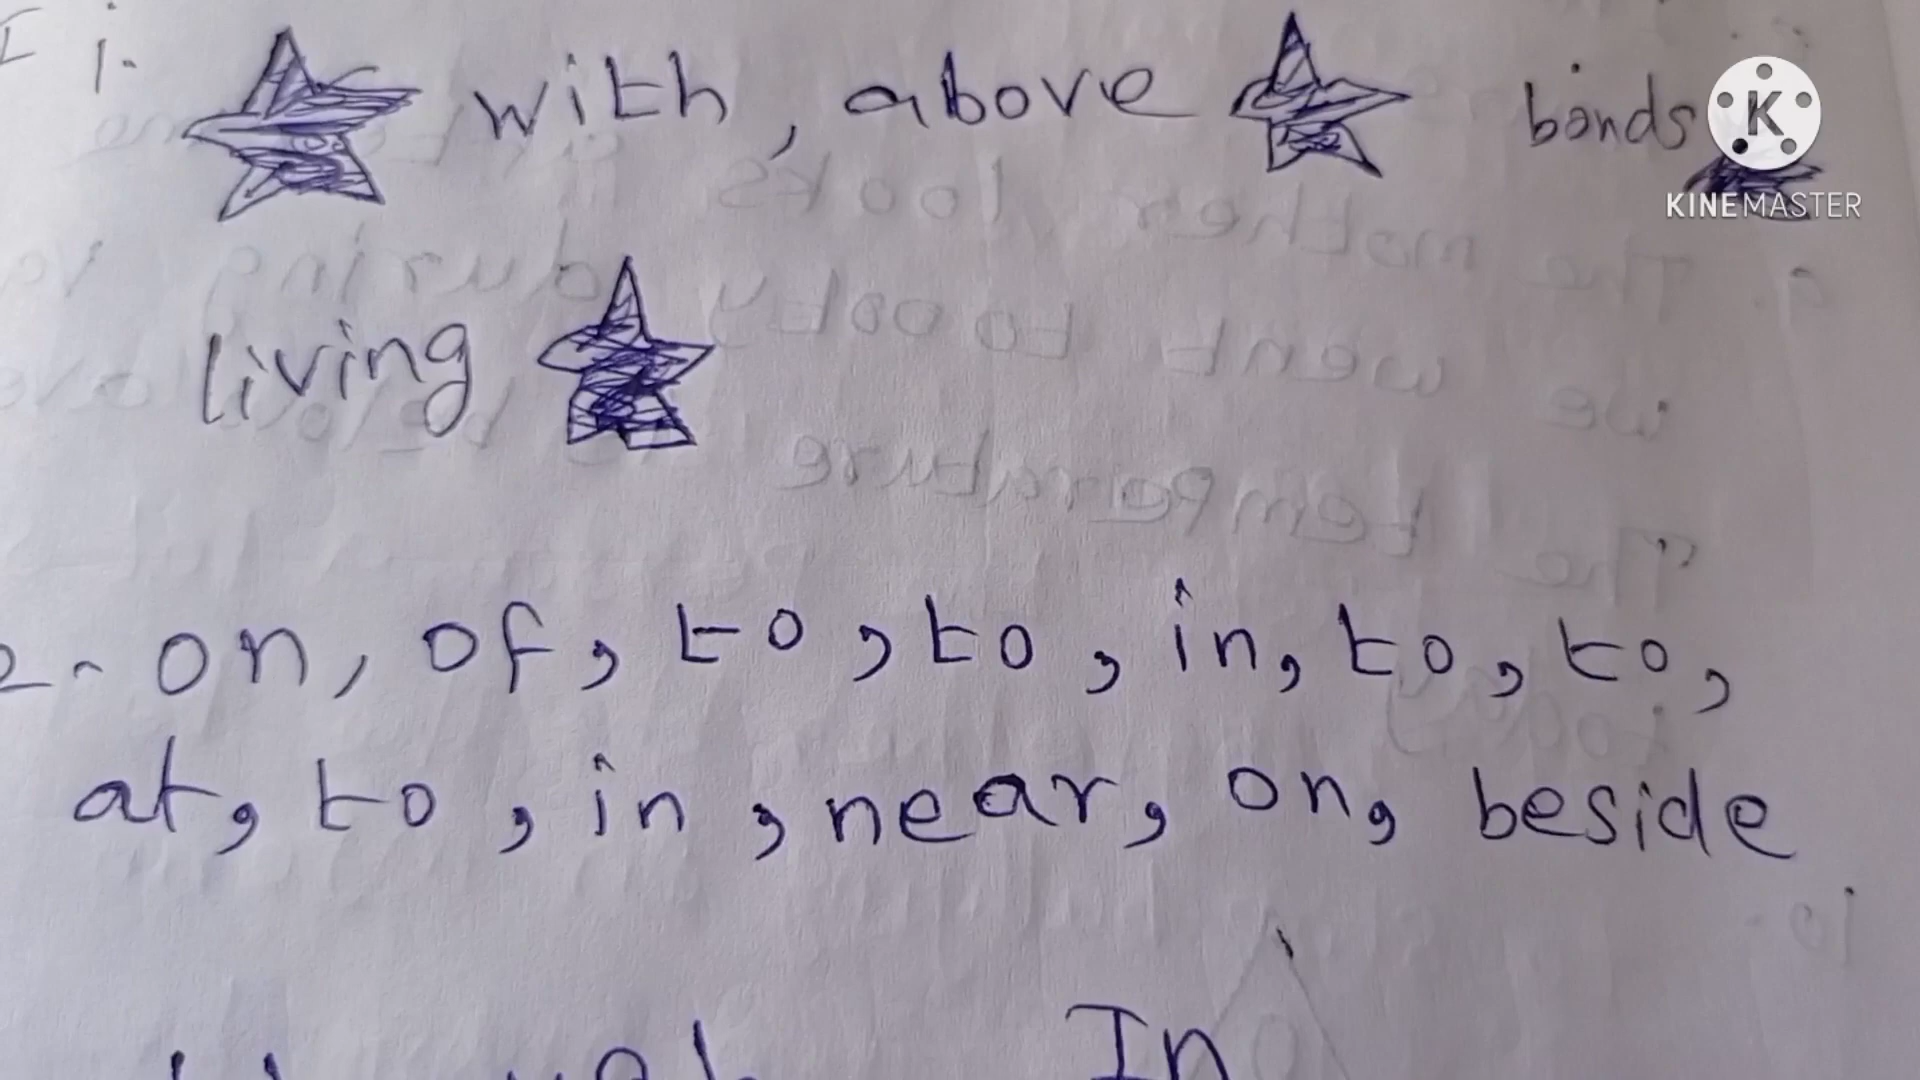 I 1. ★ with, above ★ bonds ★
K
KINEMASTER
living ★
2. on, of, to, to, in, to, to,
at, to, in, near, on, beside
In